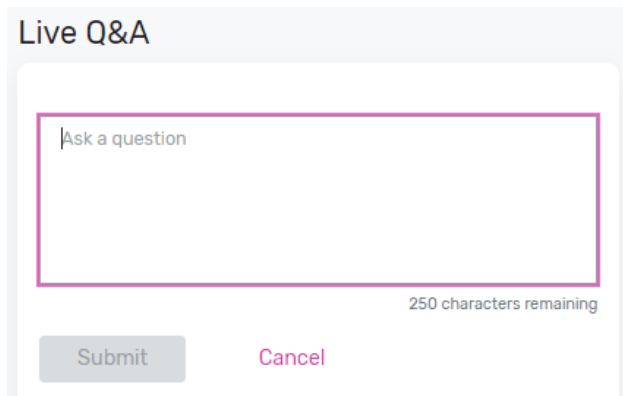 Live Q&A
Ask a question
250 characters remaining
Submit Cancel